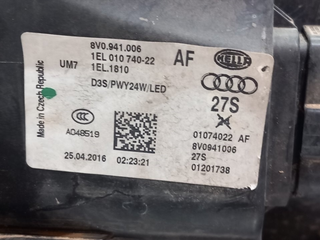 8V0.941.006
1EL 010 740-22
1EL.1810
UM7
AF
HELLA
D3S/PWY24W/LED
27S
Made in Czech Republic
A048519
01074022 AF
8V0941006
27S
01201738
25.04.2016 02:23:21